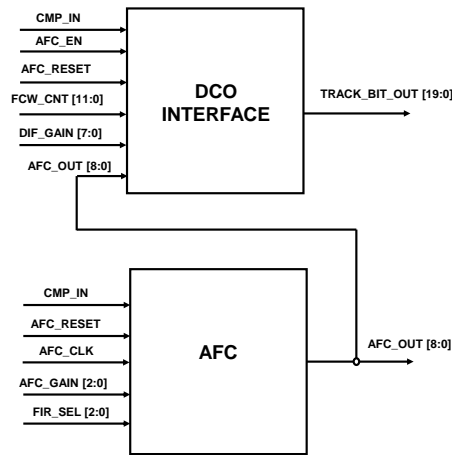 CMP_IN
AFC_EN
AFC_RESET
FCW_CNT [11:0]
DIF_GAIN [7:0]
AFC_OUT [8:0]
DCO
INTERFACE
TRACK_BIT_OUT [19:0]
CMP_IN
AFC_RESET
AFC_CLK
AFC_GAIN [2:0]
FIR_SEL [2:0]
AFC
AFC_OUT [8:0]